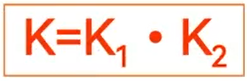 K=K₁ • K₂